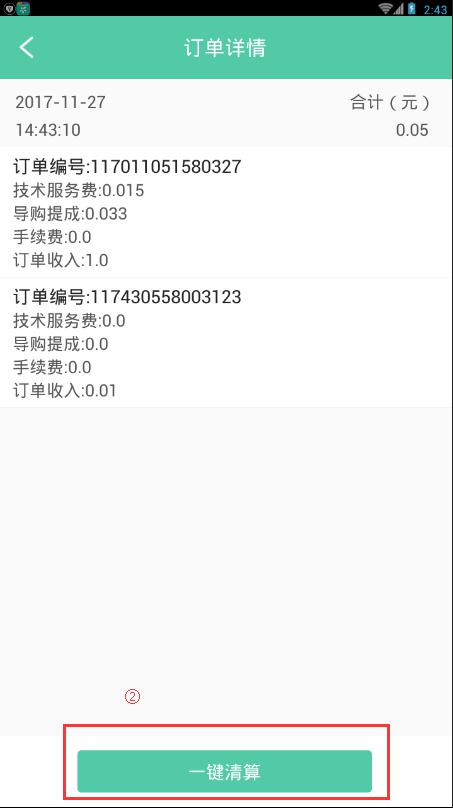 2:43
订单详情
2017-11-27 合计（元）
14:43:10 0.05
订单编号:117011051580327
技术服务费:0.015
导购提成:0.033
手续费:0.0
订单收入:1.0
订单编号:117430558003123
技术服务费:0.0
导购提成:0.0
手续费:0.0
订单收入:0.01
②
一键清算